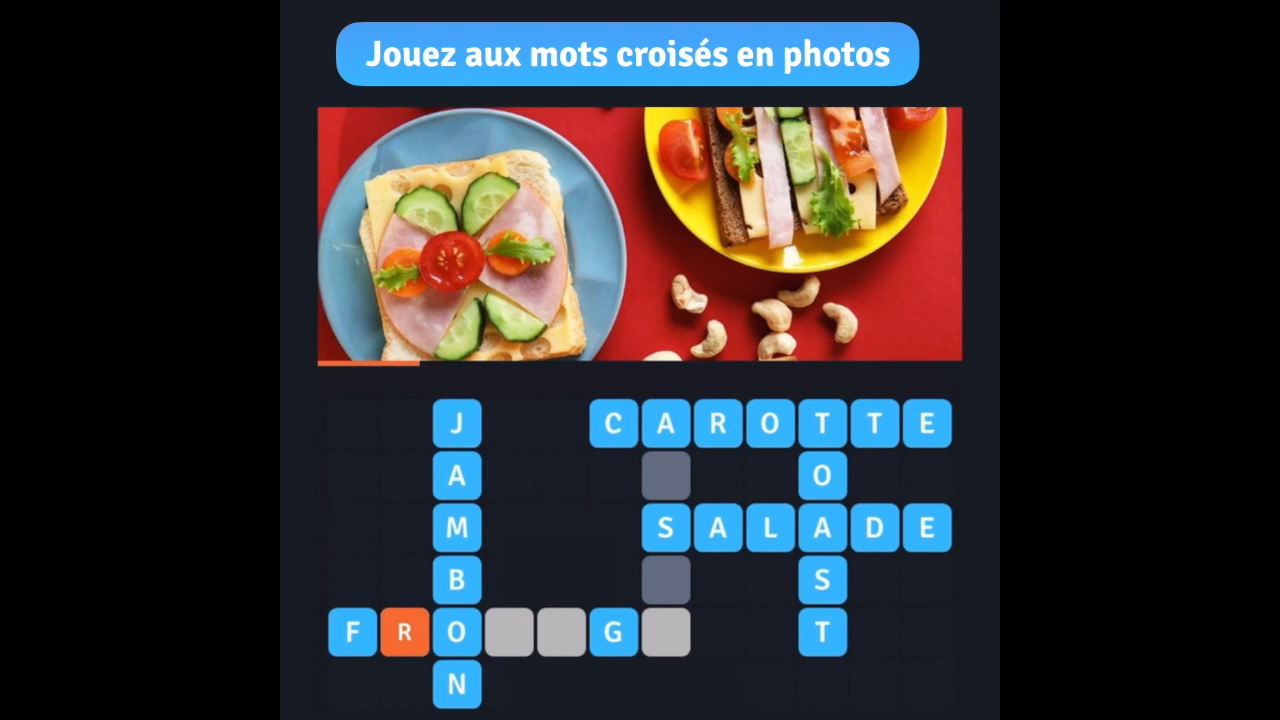 Jouez aux mots croisés en photos
J CAROTTE
A O
M SALADE
B S
FRO G T
N